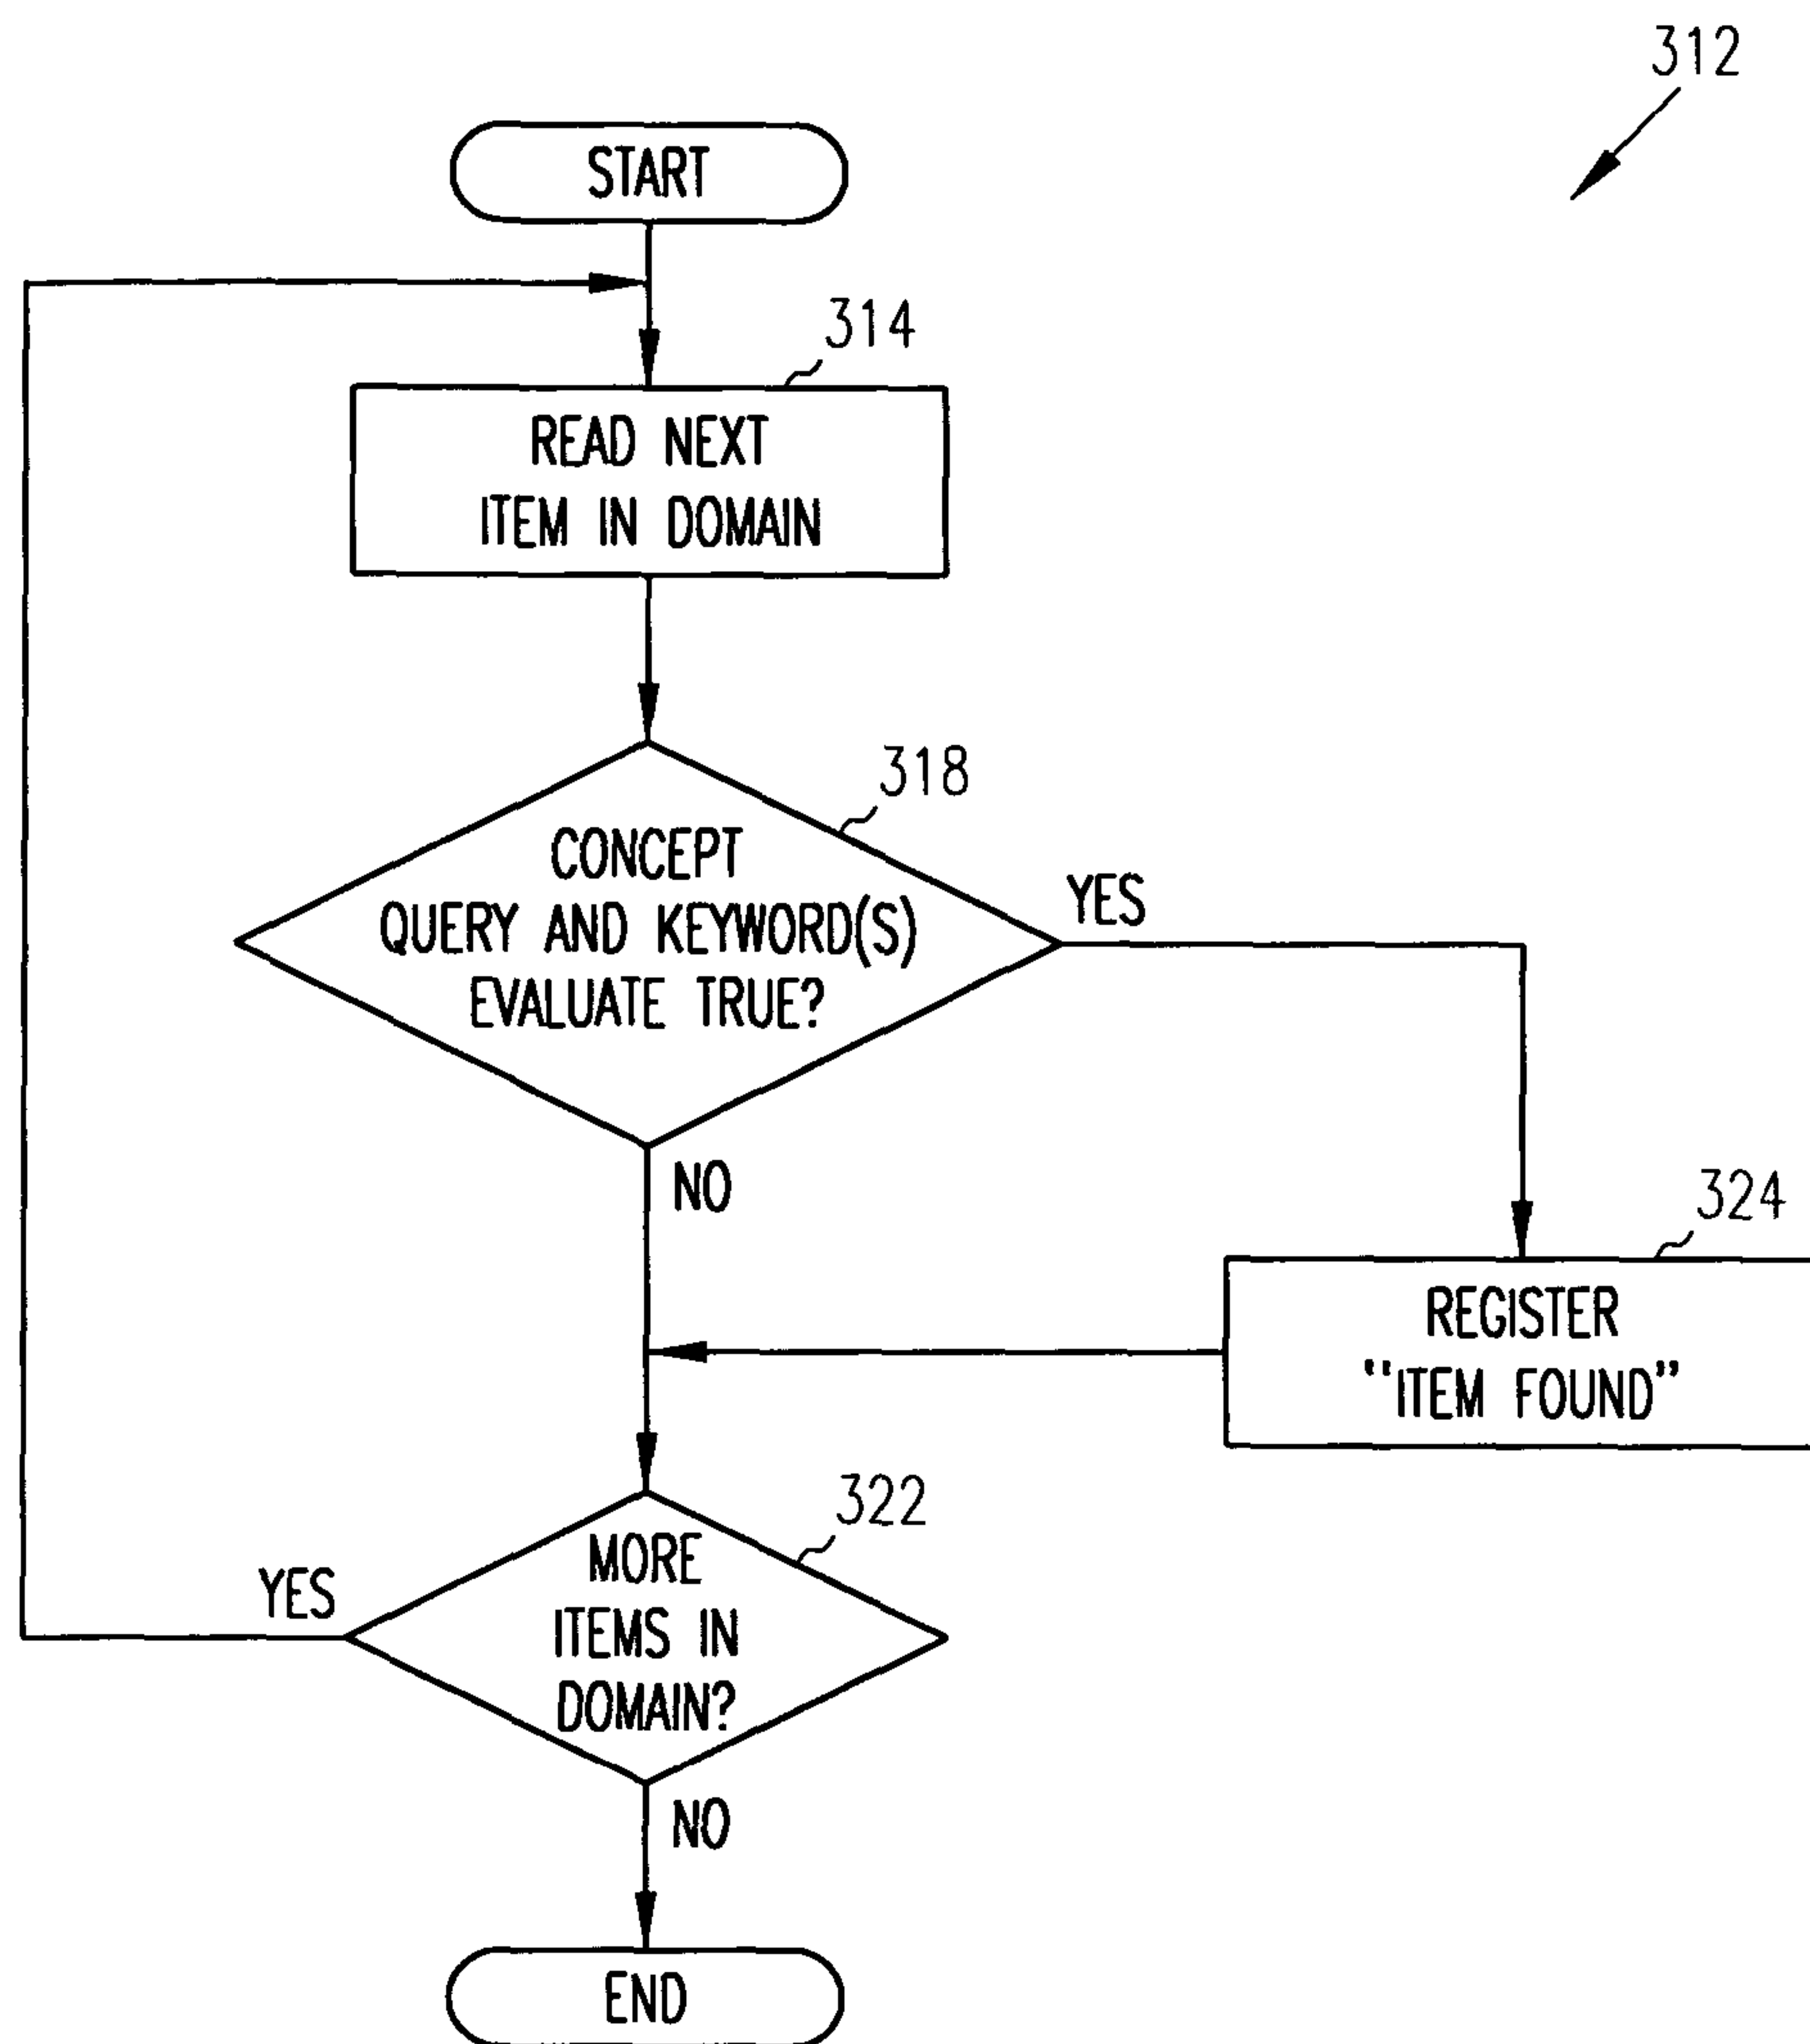 312
START
314
READ NEXT
ITEM IN DOMAIN
318
CONCEPT
QUERY AND KEYWORD(S)
EVALUATE TRUE?
YES
NO
324
REGISTER
"ITEM FOUND"
322
MORE
ITEMS IN
DOMAIN?
YES
NO
END